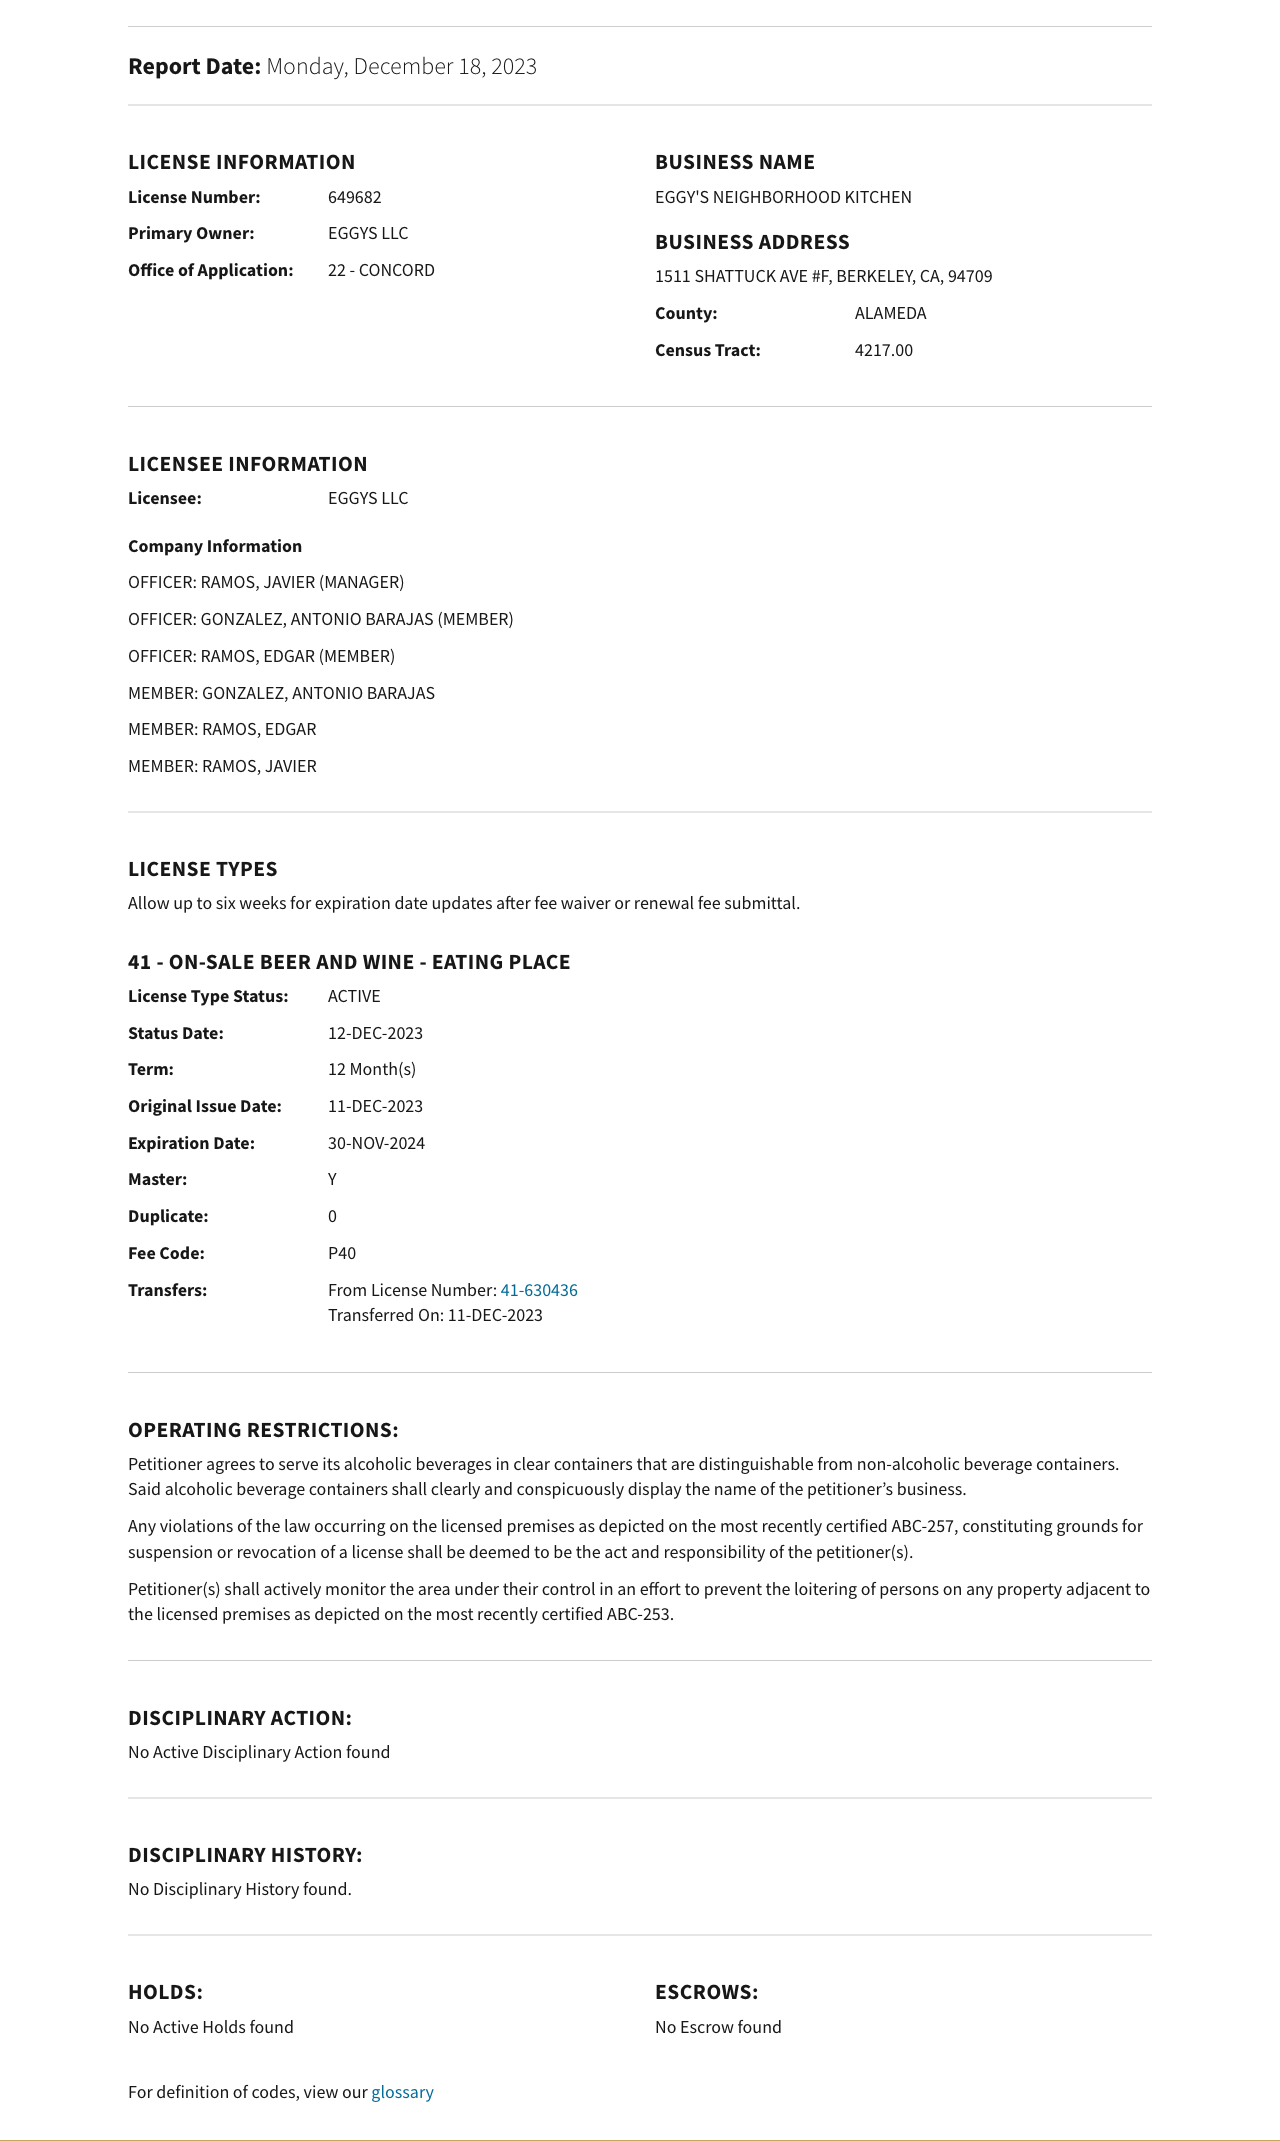 Report Date: Monday, December 18, 2023
LICENSE INFORMATION
License Number: 649682
Primary Owner: EGGYS LLC
Office of Application: 22 - CONCORD
BUSINESS NAME
EGGY'S NEIGHBORHOOD KITCHEN
BUSINESS ADDRESS
1511 SHATTUCK AVE #F, BERKELEY, CA, 94709
County: ALAMEDA
Census Tract: 4217.00
LICENSEE INFORMATION
Licensee: EGGYS LLC
Company Information
OFFICER: RAMOS, JAVIER (MANAGER)
OFFICER: GONZALEZ, ANTONIO BARAJAS (MEMBER)
OFFICER: RAMOS, EDGAR (MEMBER)
MEMBER: GONZALEZ, ANTONIO BARAJAS
MEMBER: RAMOS, EDGAR
MEMBER: RAMOS, JAVIER
LICENSE TYPES
Allow up to six weeks for expiration date updates after fee waiver or renewal fee submittal.
41 - ON-SALE BEER AND WINE - EATING PLACE
License Type Status: ACTIVE
Status Date: 12-DEC-2023
Term: 12 Month(s)
Original Issue Date: 11-DEC-2023
Expiration Date: 30-NOV-2024
Master: Y
Duplicate: 0
Fee Code: P40
Transfers: From License Number: 41-630436
Transferred On: 11-DEC-2023
OPERATING RESTRICTIONS:
Petitioner agrees to serve its alcoholic beverages in clear containers that are distinguishable from non-alcoholic beverage containers.
Said alcoholic beverage containers shall clearly and conspicuously display the name of the petitioner’s business.
Any violations of the law occurring on the licensed premises as depicted on the most recently certified ABC-257, constituting grounds for
suspension or revocation of a license shall be deemed to be the act and responsibility of the petitioner(s).
Petitioner(s) shall actively monitor the area under their control in an effort to prevent the loitering of persons on any property adjacent to
the licensed premises as depicted on the most recently certified ABC-253.
DISCIPLINARY ACTION:
No Active Disciplinary Action found
DISCIPLINARY HISTORY:
No Disciplinary History found.
HOLDS:
No Active Holds found
ESCROWS:
No Escrow found
For definition of codes, view our glossary